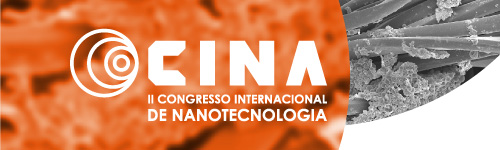 CINA
II CONGRESSO INTERNACIONAL
DE NANOTECNOLOGIA